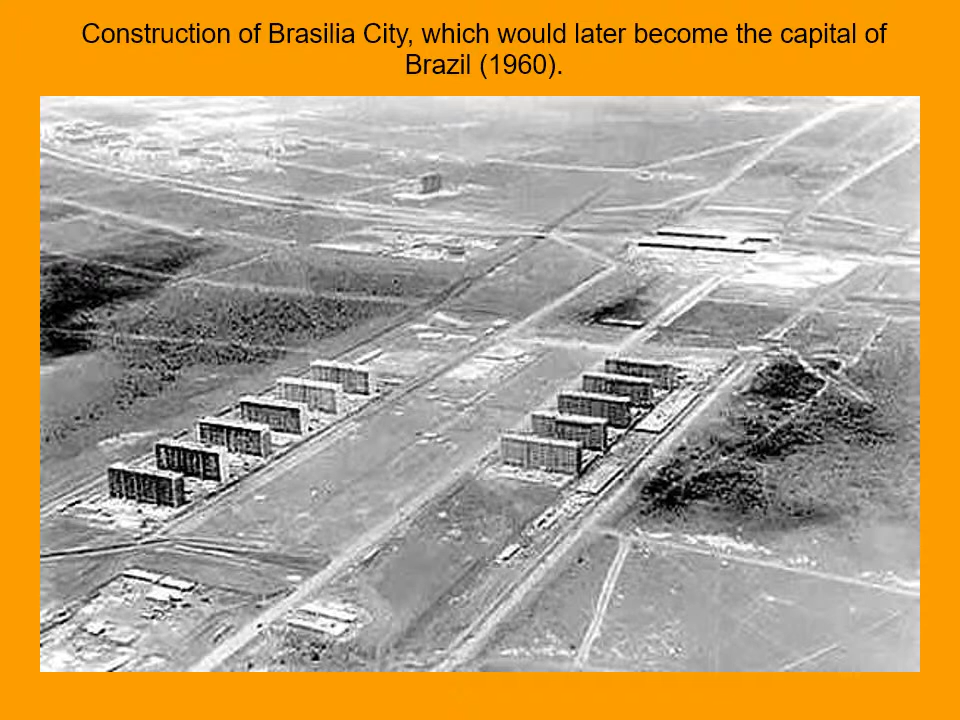 Construction of Brasilia City, which would later become the capital of
Brazil (1960).